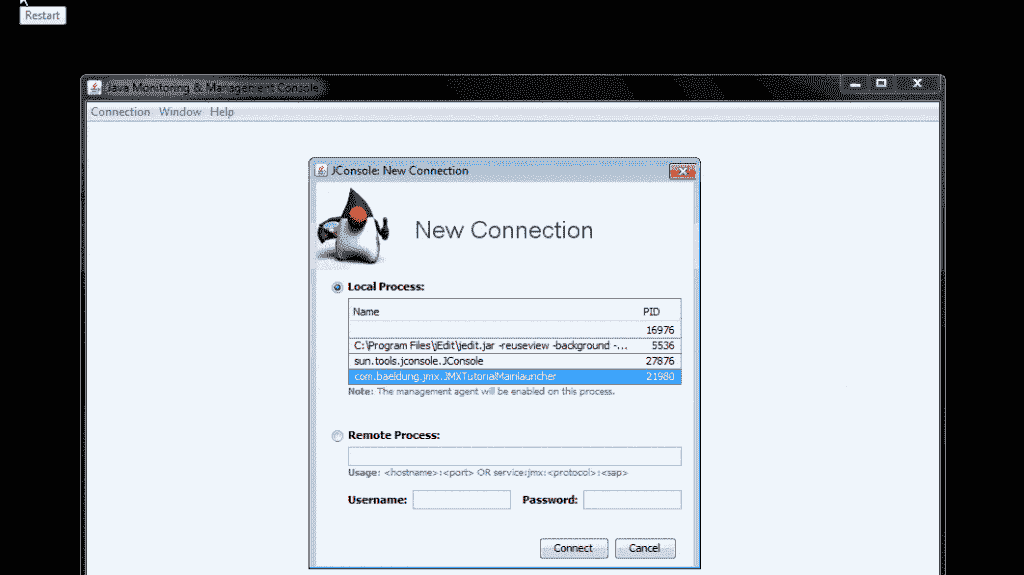 Restart
Java Monitoring & Management Console
Connection Window Help
JConsole: New Connection
New Connection
Local Process:
Name PID
16976
C:\Program Files\jEdit\jedit.jar -reuseview -background -... 5536
sun.tools.jconsole.JConsole 27876
com.baeldung.jmx.JMXTutorialMainlauncher 21980
Note: The management agent will be enabled on this process.
Remote Process:
Usage: <hostname>:<port> OR service:jmx:<protocol>:<sap>
Username: Password:
Connect Cancel